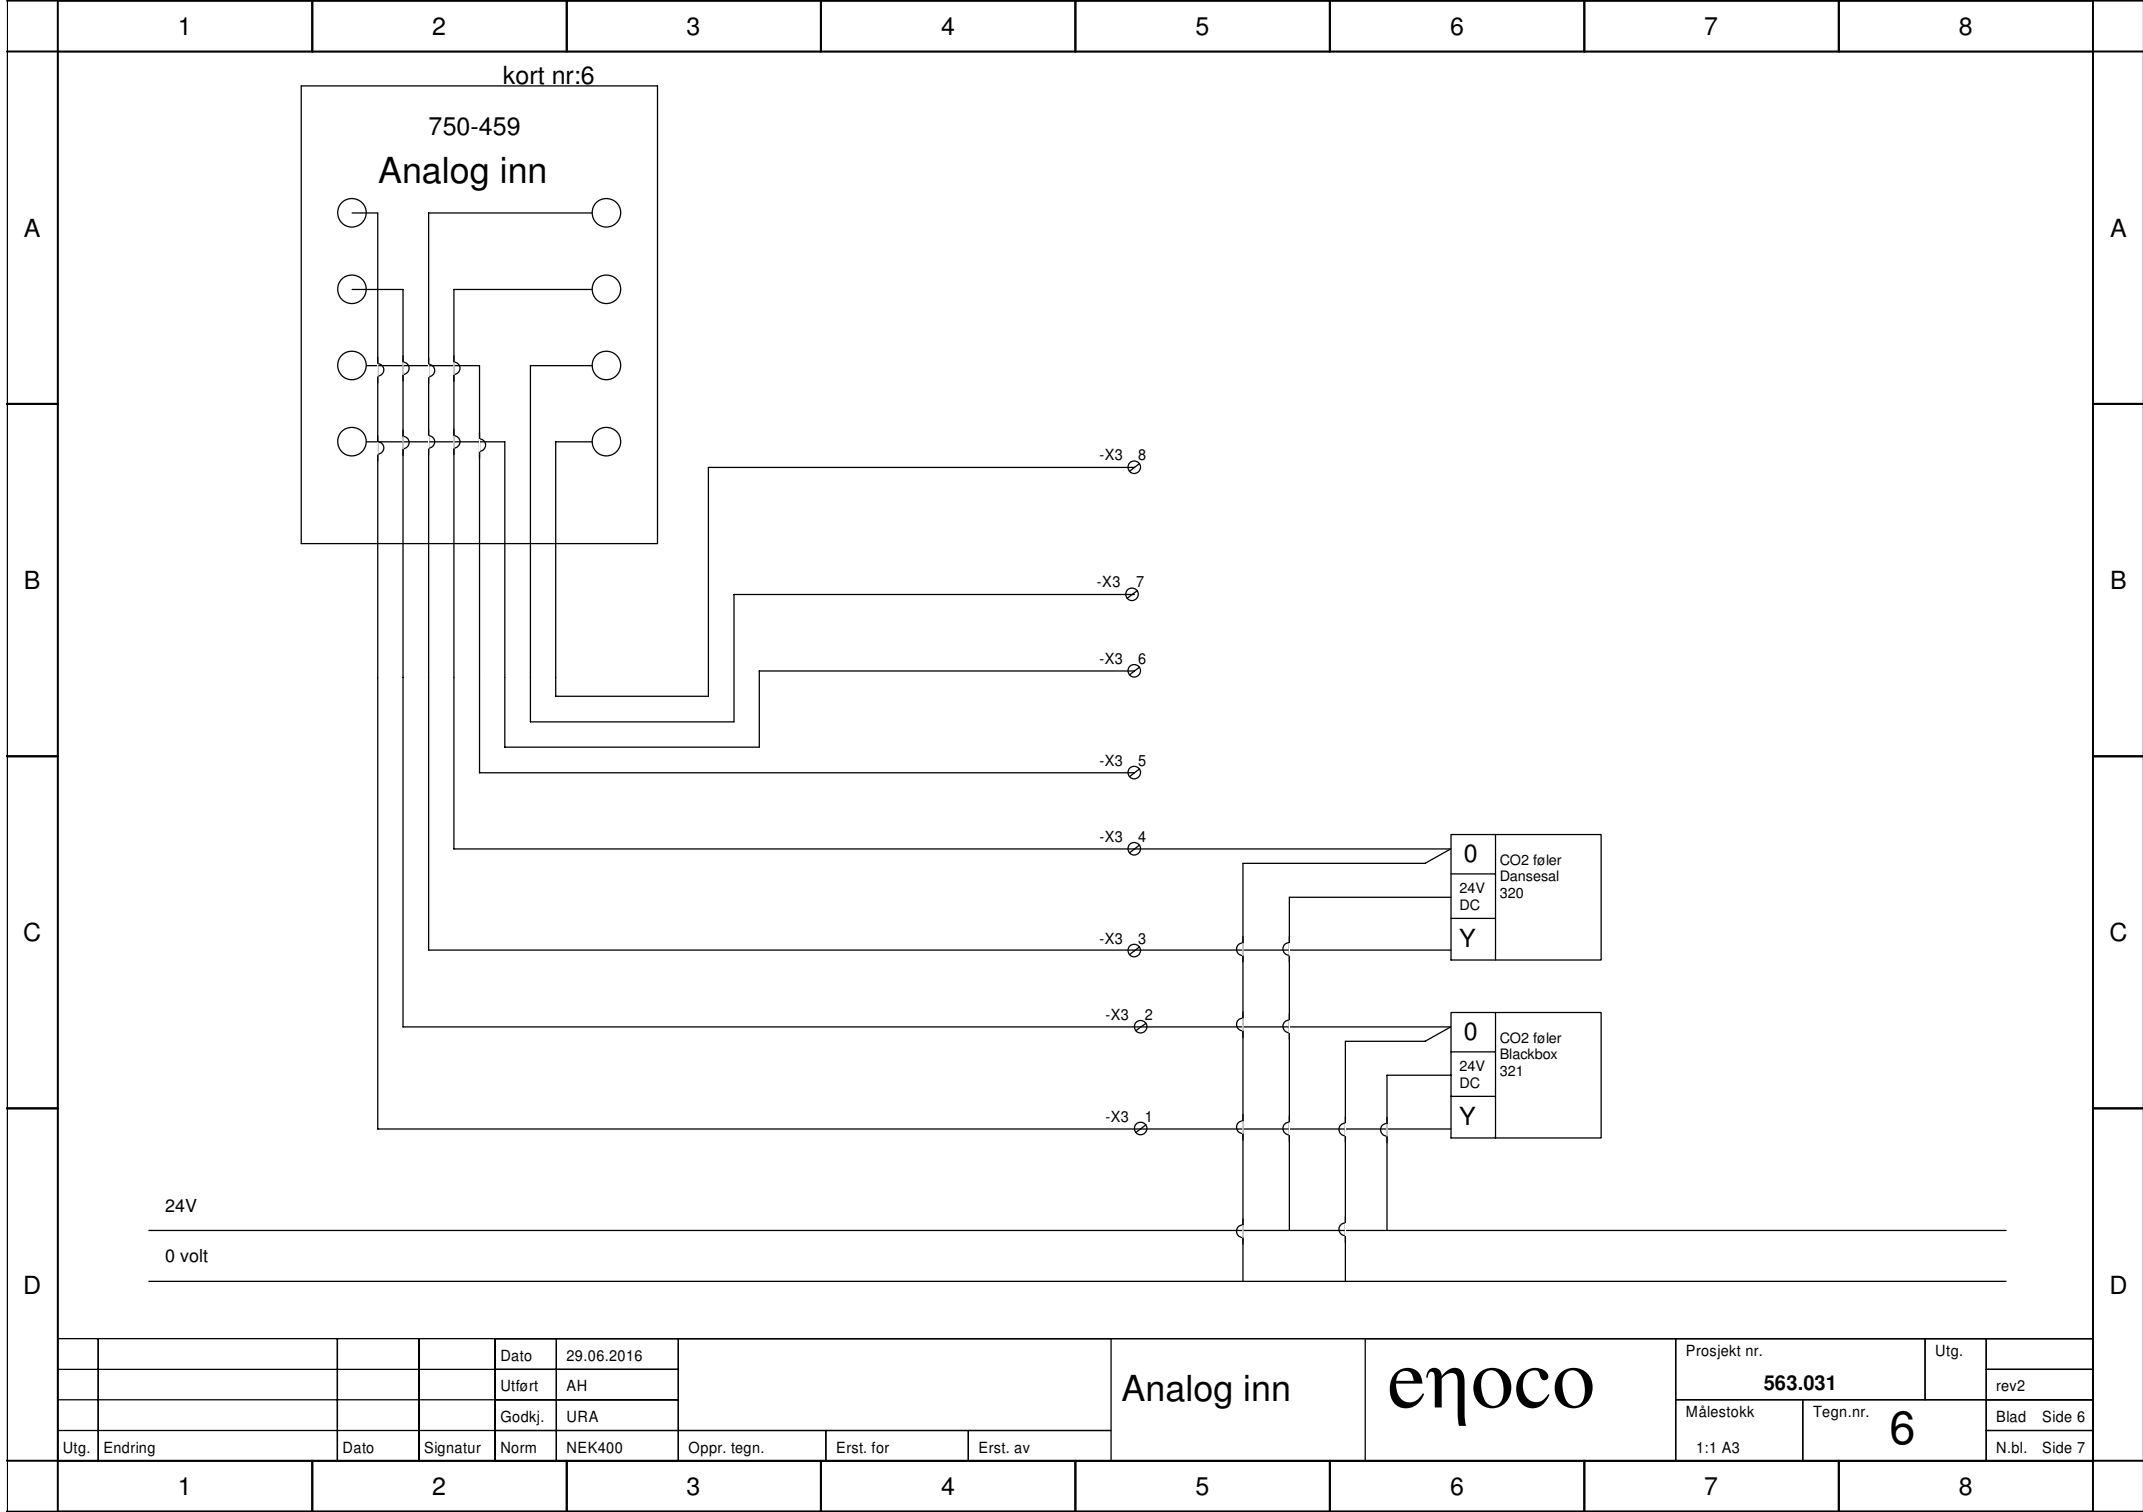 1 2 3 4 5 6 7 8
kort nr:6
750-459
Analog inn
A A
-X3 8
B B
-X3 7
-X3 6
-X3 5
-X3 4
0
CO2 føler
Dansesal
320
24V
DC
C C
-X3 3
Y
-X3 2
0
CO2 føler
Blackbox
321
24V
DC
-X3 1
Y
24V
0 volt
D D
Dato 29.06.2016
Utført AH
Godkj. URA
Utg. Endring Dato Signatur Norm NEK400 Oppr. tegn. Erst. for Erst. av
Analog inn
eηoco
Prosjekt nr.
563.031
Utg.
rev2
Målestokk
1:1 A3
Tegn.nr.
6
Blad Side 6
N.bl. Side 7
1 2 3 4 5 6 7 8